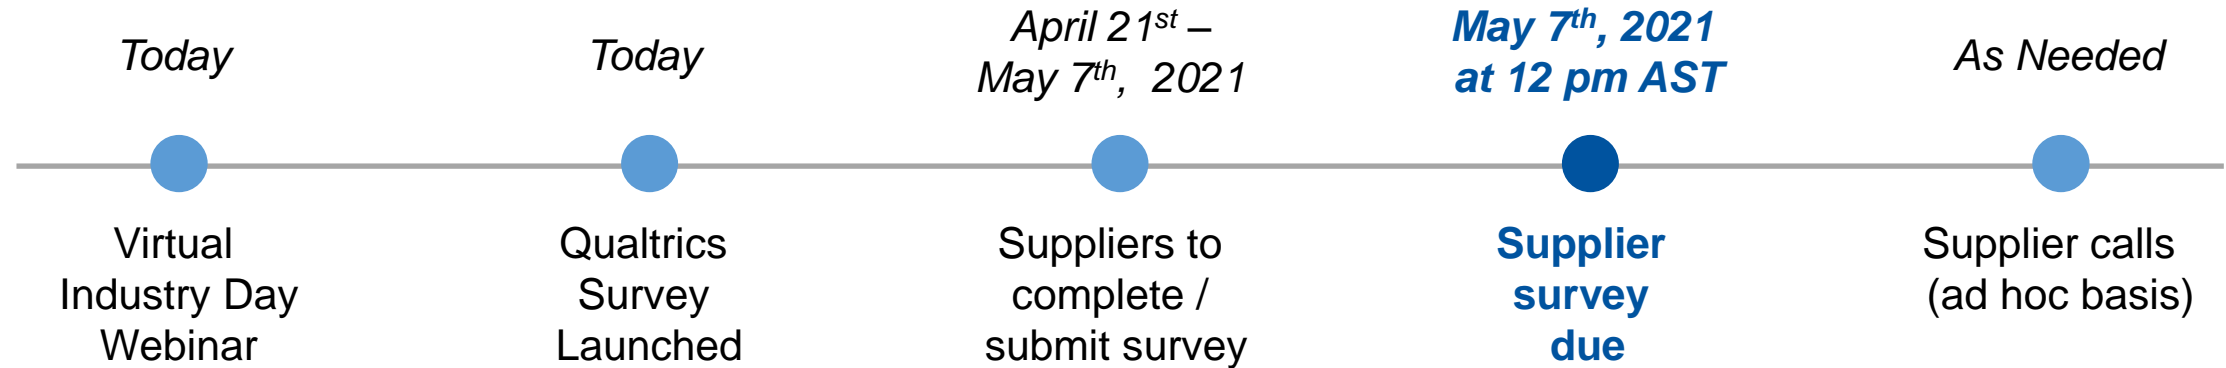 Today
Virtual
Industry Day
Webinar
Today
Qualtrics
Survey
Launched
April 21st –
May 7th, 2021
Suppliers to
complete /
submit survey
May 7th, 2021
at 12 pm AST
Supplier
survey
due
As Needed
Supplier calls
(ad hoc basis)